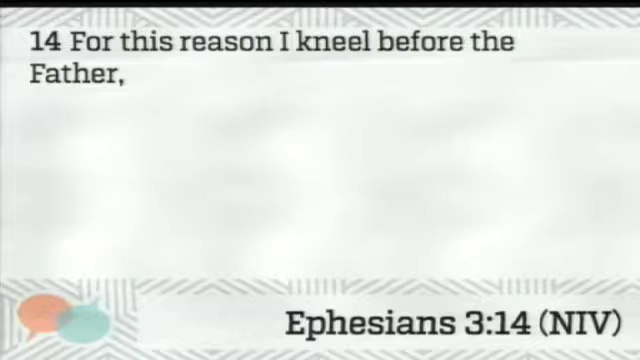 14 For this reason I kneel before the
Father,
Ephesians 3:14 (NIV)